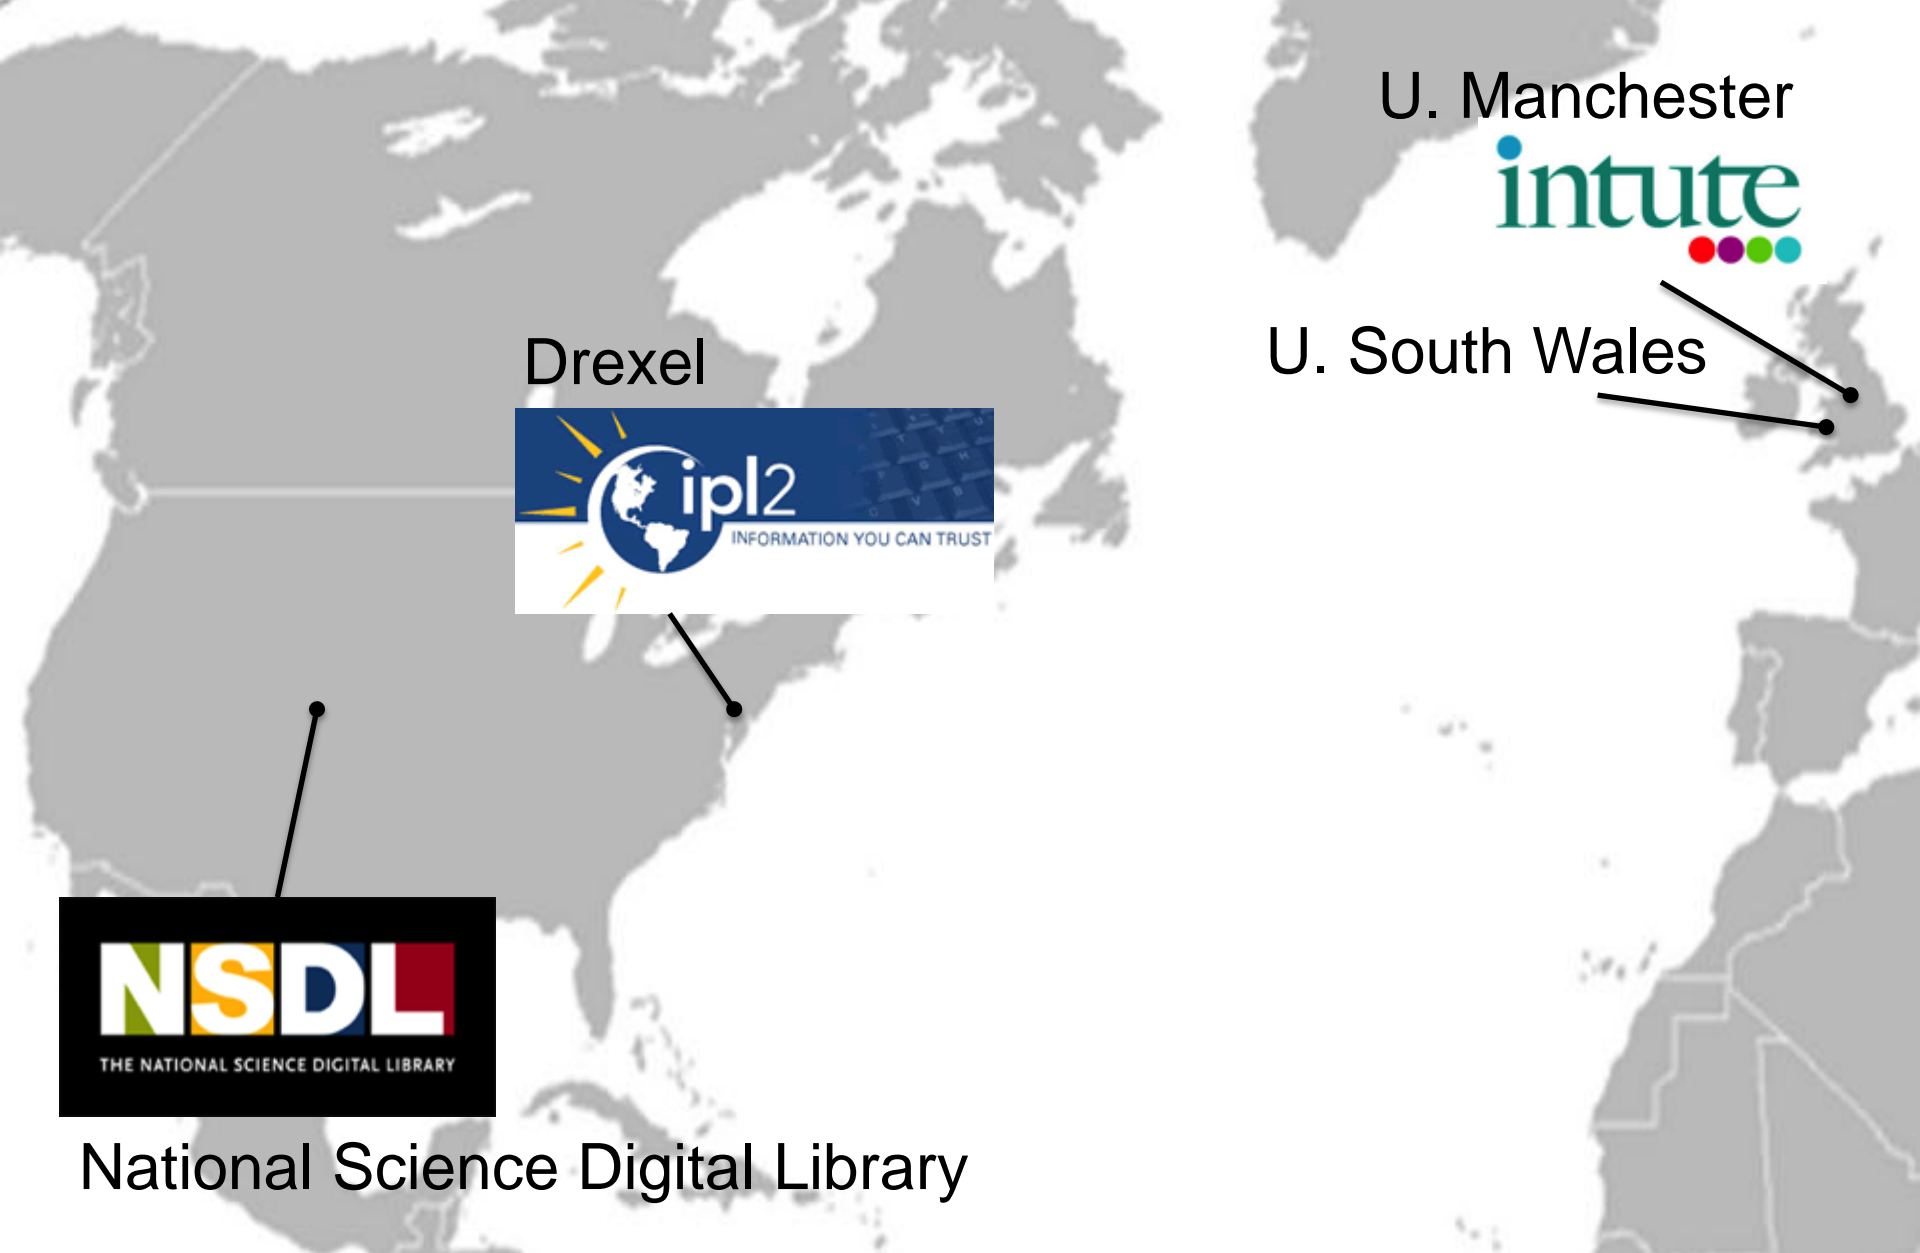 U. Manchester
intute
U. South Wales
Drexel
ipl2
INFORMATION YOU CAN TRUST
NSDL
THE NATIONAL SCIENCE DIGITAL LIBRARY
National Science Digital Library